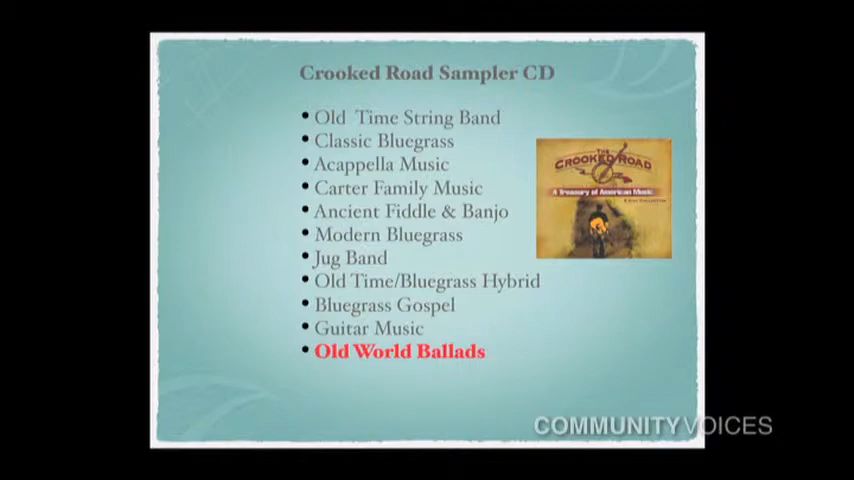 Crooked Road Sampler CD
• Old Time String Band
• Classic Bluegrass
• Acappella Music
• Carter Family Music
• Ancient Fiddle & Banjo
• Modern Bluegrass
• Jug Band
• Old Time/Bluegrass Hybrid
• Bluegrass Gospel
• Guitar Music
• Old World Ballads
THE
CROOKED ROAD
A Treasury of American Music
COMMUNITYVOICES